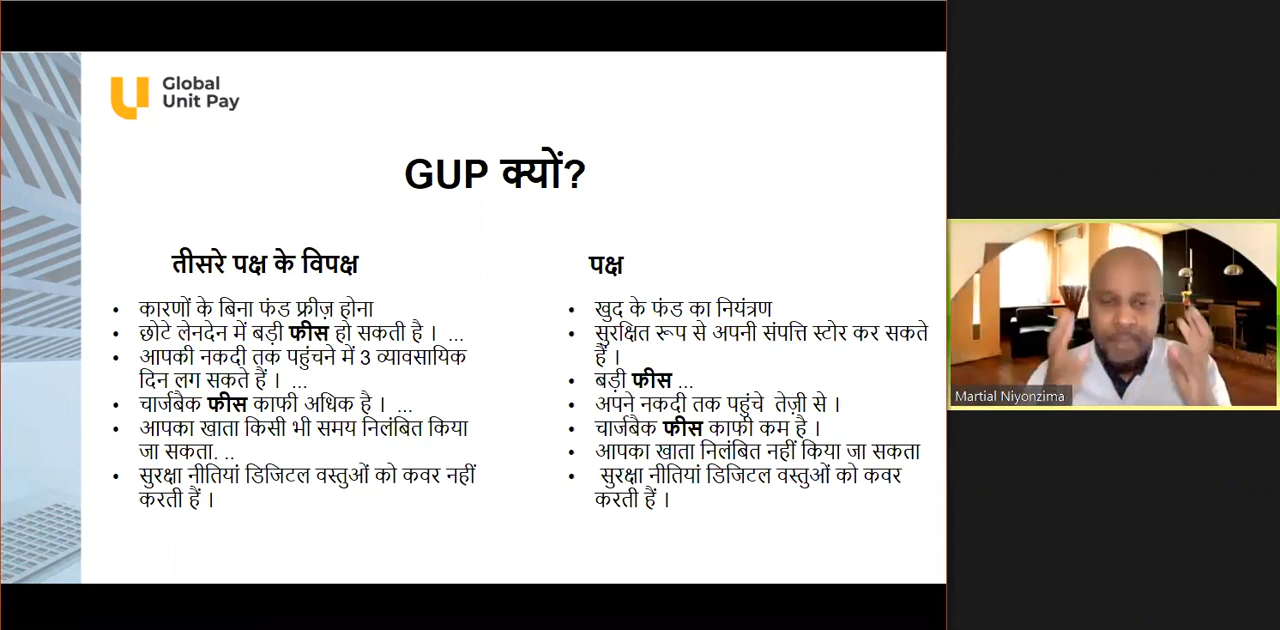 Global
Unit Pay
GUP क्यों?
तीसरे पक्ष के विपक्ष
• कारणों के बिना फंड फ्रीज़ होना
• छोटे लेनदेन में बड़ी फीस हो सकती है । ...
• आपकी नकदी तक पहुंचने में 3 व्यावसायिक
दिन लग सकते हैं । ...
• चार्जबैक फीस काफी अधिक है । ...
• आपका खाता किसी भी समय निलंबित किया
जा सकता. ..
• सुरक्षा नीतियां डिजिटल वस्तुओं को कवर नहीं
करती हैं ।
पक्ष
• खुद के फंड का नियंत्रण
• सुरक्षित रूप से अपनी संपत्ति स्टोर कर सकते
हैं ।
• बड़ी फीस ...
• अपने नकदी तक पहुंचे तेज़ी से ।
• चार्जबैक फीस काफी कम है ।
• आपका खाता निलंबित नहीं किया जा सकता
• सुरक्षा नीतियां डिजिटल वस्तुओं को कवर
करती हैं ।
Martial Niyonzima